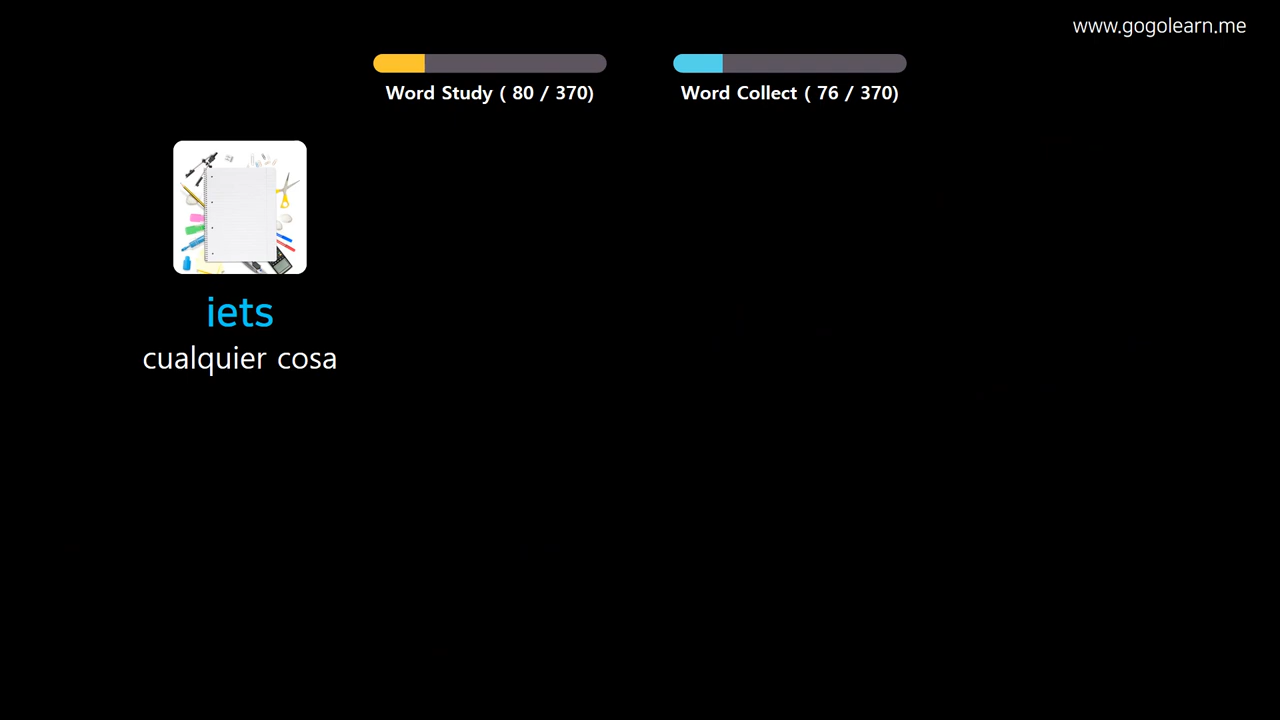 www.gogolearn.me
Word Study ( 80 / 370)
Word Collect ( 76 / 370)
iets
cualquier cosa